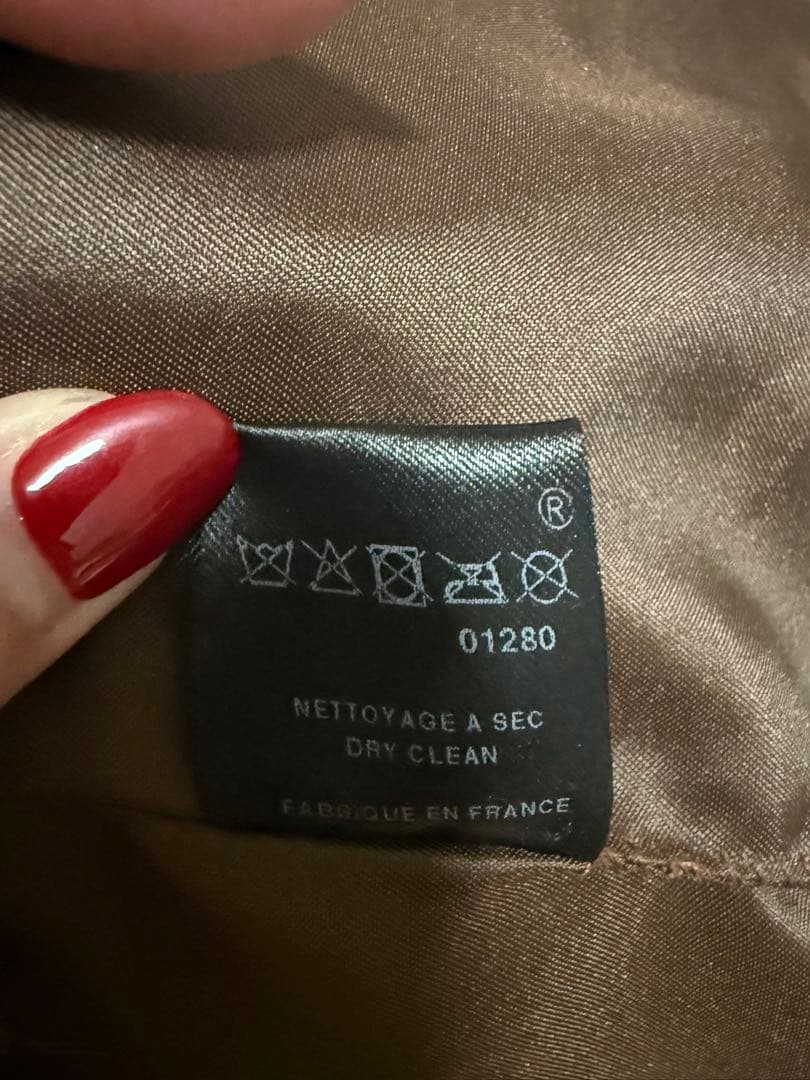 ®
01280
NETTOYAGE A SEC
DRY CLEAN
FABRIQUE EN FRANCE